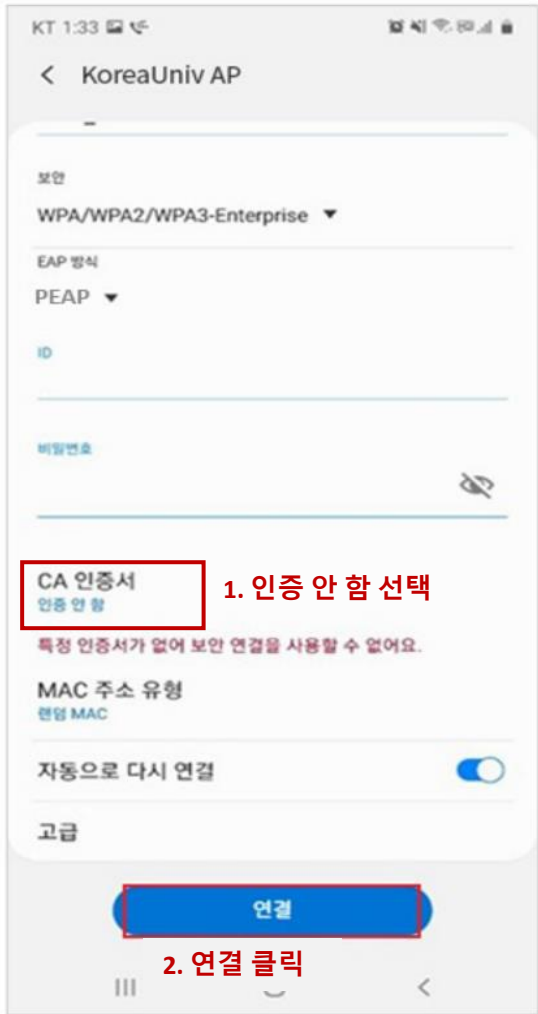 KT 1:33
KoreaUniv AP
보안
WPA/WPA2/WPA3-Enterprise
EAP 방식
PEAP
ID
비밀번호
CA 인증서
인증 안 함
1. 인증 안 함 선택
특정 인증서가 없어 보안 연결을 사용할 수 없어요.
MAC 주소 유형
랜덤 MAC
자동으로 다시 연결
고급
연결
2. 연결 클릭